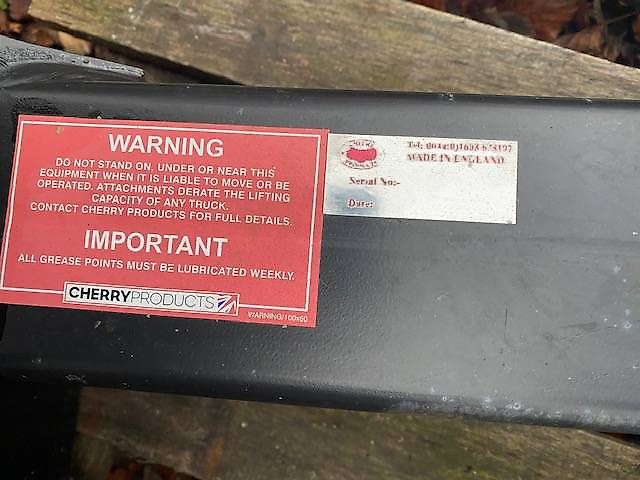 WARNING
DO NOT STAND ON, UNDER OR NEAR THIS
EQUIPMENT WHEN IT IS LIABLE TO MOVE OR BE
OPERATED. ATTACHMENTS DERATE THE LIFTING
CAPACITY OF ANY TRUCK.
CONTACT CHERRY PRODUCTS FOR FULL DETAILS.
IMPORTANT
ALL GREASE POINTS MUST BE LUBRICATED WEEKLY.
CHERRYPRODUCTS
WARNING/100x60
Tel:
MADE IN ENGLAND
Serial No:-
Date: